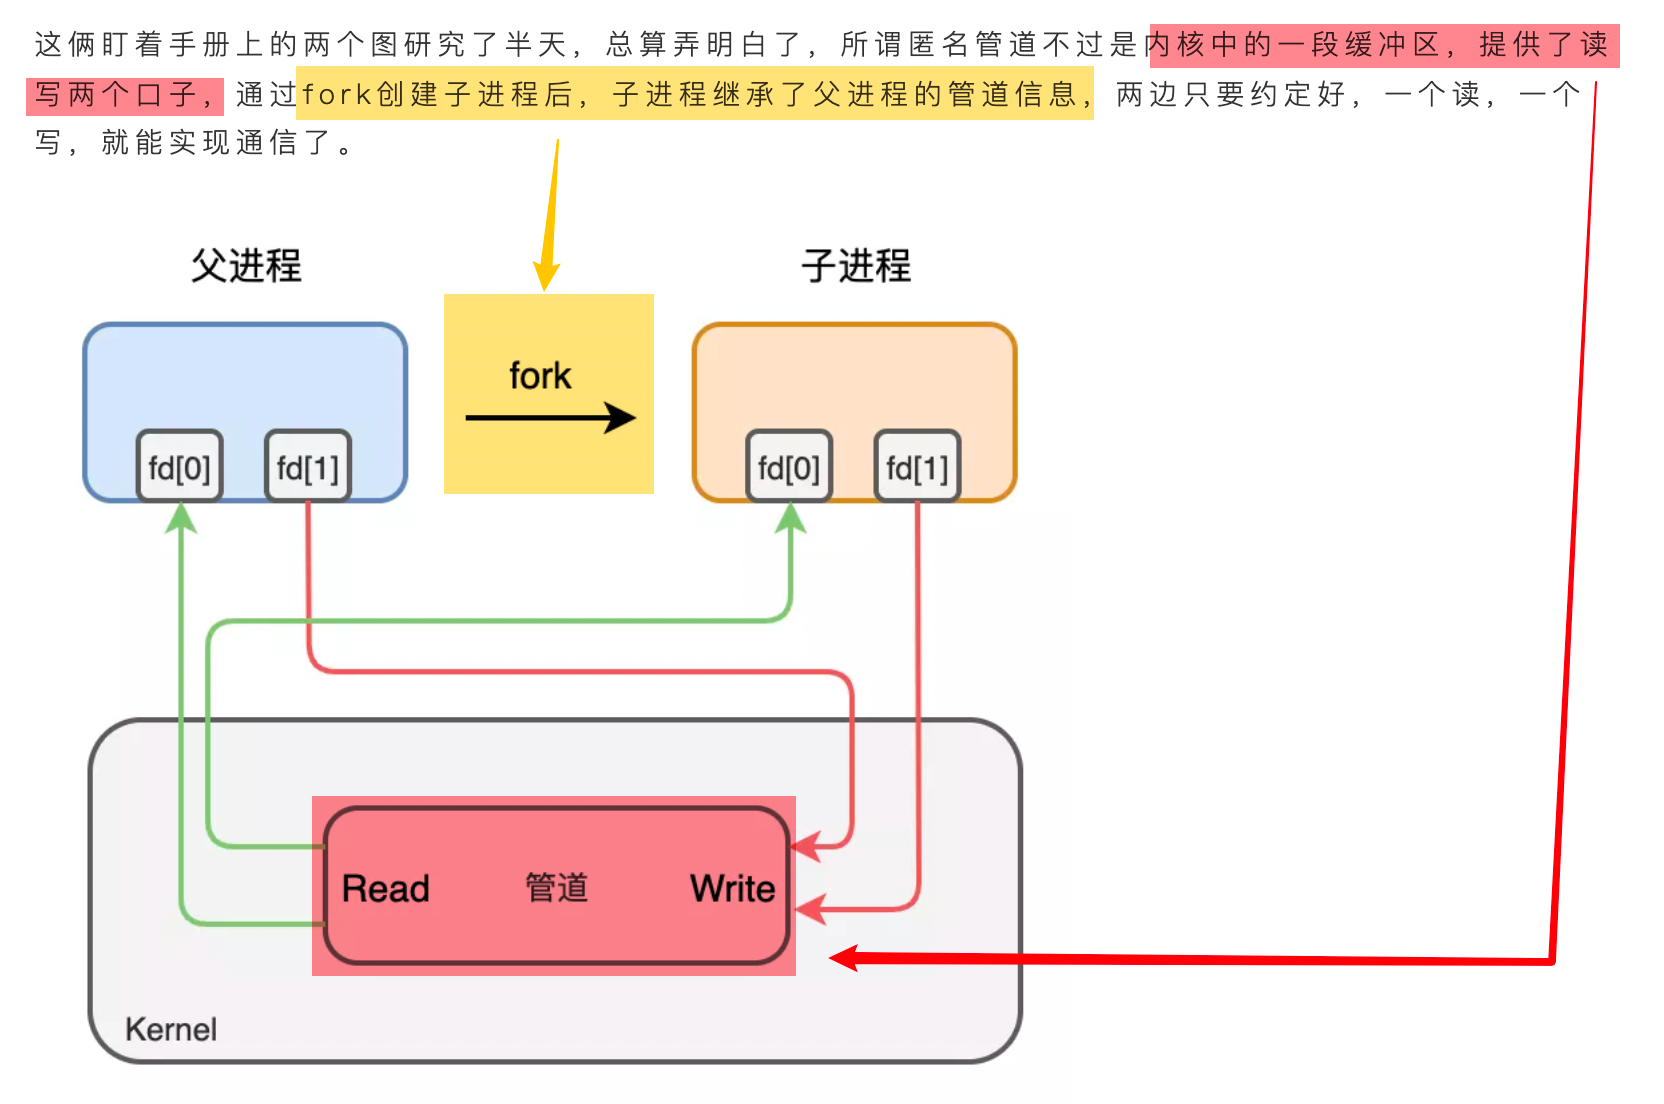 这俩盯着手册上的两个图研究了半天，总算弄明白了，所谓匿名管道不过是内核中的一段缓冲区，提供了读
写两个口子，通过fork创建子进程后，子进程继承了父进程的管道信息，两边只要约定好，一个读，一个
写，就能实现通信了。
父进程 子进程
fork
fd[0] fd[1] fd[0] fd[1]
Read 管道 Write
Kernel